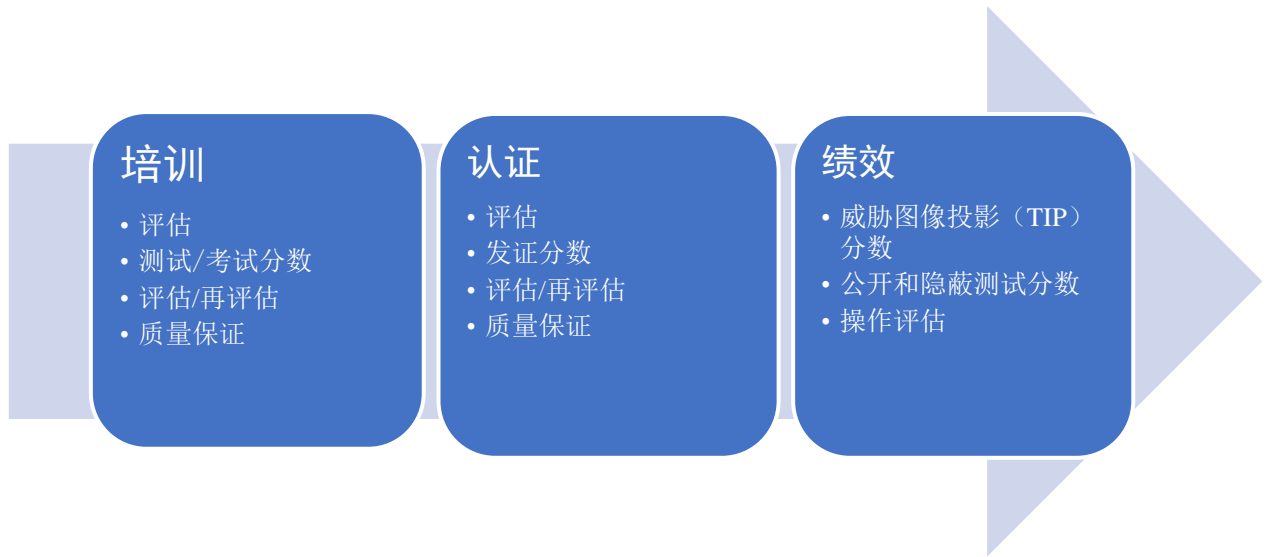 培训
• 评估
• 测试/考试分数
• 评估/再评估
• 质量保证
认证
• 评估
• 发证分数
• 评估/再评估
• 质量保证
绩效
• 威胁图像投影（TIP）
分数
• 公开和隐蔽测试分数
• 操作评估